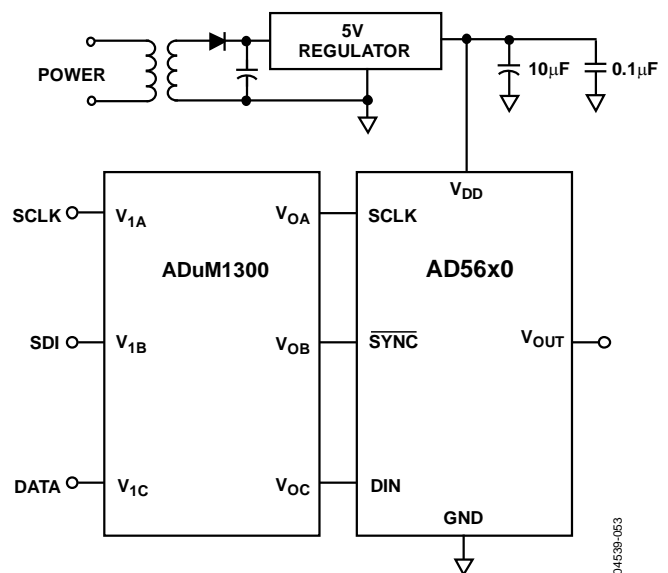 5V
REGULATOR
POWER
10μF
0.1μF
VDD
SCLK
V1A
VOA
SCLK
ADuM1300
AD56x0
SDI
V1B
VOB
SYNC
VOUT
DATA
V1C
VOC
DIN
GND
04539-053